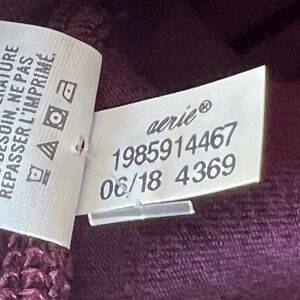 RATURE
BESOIN; NE PAS
REPASSER L'IMPRIMÉ.
aerie®
1985914467
06/18 4369